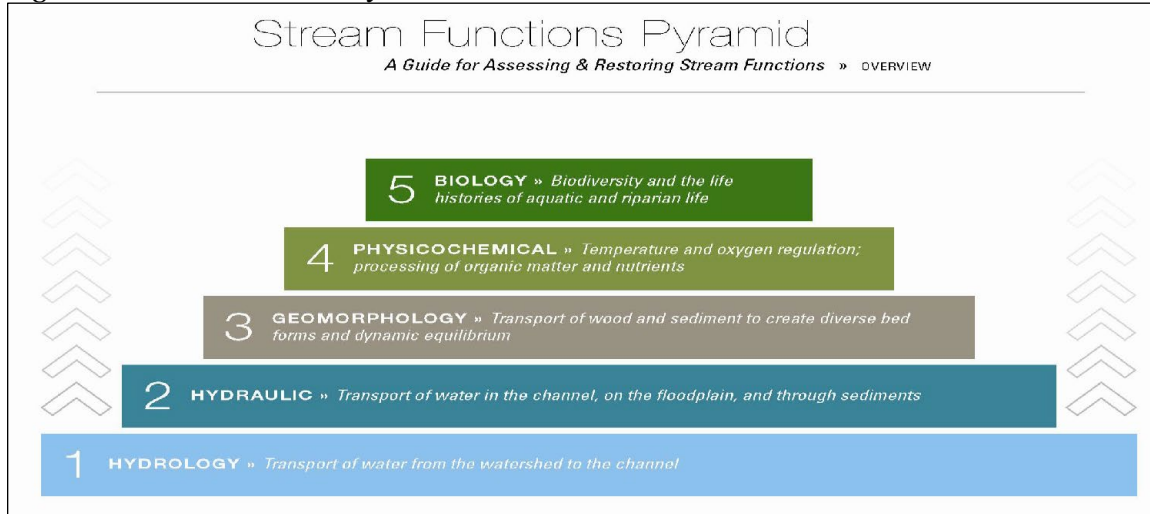 Stream Functions Pyramid
A Guide for Assessing & Restoring Stream Functions » OVERVIEW
5 BIOLOGY » Biodiversity and the life
histories of aquatic and riparian life
4 PHYSICOCHEMICAL » Temperature and oxygen regulation;
processing of organic matter and nutrients
3 GEOMORPHOLOGY » Transport of wood and sediment to create diverse bed
forms and dynamic equilibrium
2 HYDRAULIC » Transport of water in the channel, on the floodplain, and through sediments
1 HYDROLOGY » Transport of water from the watershed to the channel